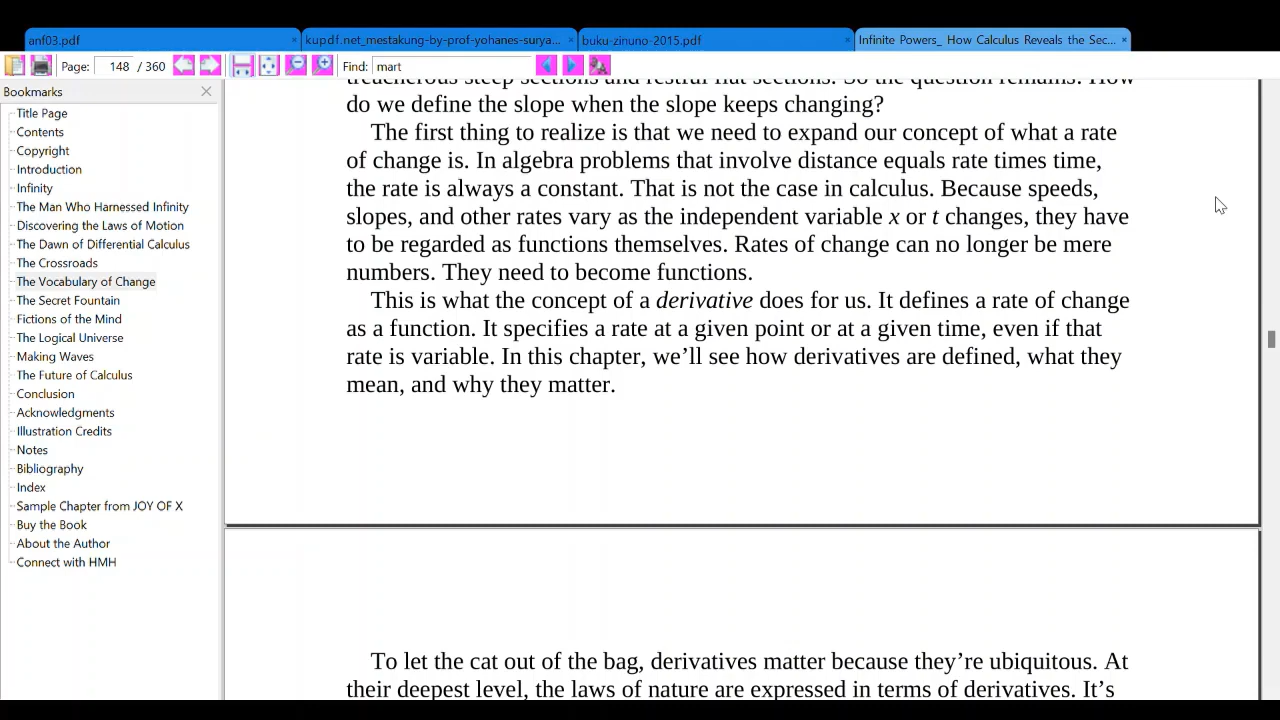 anf03.pdf
kupdf.net_mestakung-by-prof-yohanes-surya...
buku-zinuno-2015.pdf
Infinite Powers_ How Calculus Reveals the Sec...
Page: 148 / 360
Find: mart
Bookmarks
Title Page
Contents
Copyright
Introduction
Infinity
The Man Who Harnessed Infinity
Discovering the Laws of Motion
The Dawn of Differential Calculus
The Crossroads
The Vocabulary of Change
The Secret Fountain
Fictions of the Mind
The Logical Universe
Making Waves
The Future of Calculus
Conclusion
Acknowledgments
Illustration Credits
Notes
Bibliography
Index
Sample Chapter from JOY OF X
Buy the Book
About the Author
Connect with HMH
treacherous steep sections and restful flat sections. So the question remains: How
do we define the slope when the slope keeps changing?
The first thing to realize is that we need to expand our concept of what a rate
of change is. In algebra problems that involve distance equals rate times time,
the rate is always a constant. That is not the case in calculus. Because speeds,
slopes, and other rates vary as the independent variable x or t changes, they have
to be regarded as functions themselves. Rates of change can no longer be mere
numbers. They need to become functions.
This is what the concept of a derivative does for us. It defines a rate of change
as a function. It specifies a rate at a given point or at a given time, even if that
rate is variable. In this chapter, we’ll see how derivatives are defined, what they
mean, and why they matter.
To let the cat out of the bag, derivatives matter because they’re ubiquitous. At
their deepest level, the laws of nature are expressed in terms of derivatives. It’s